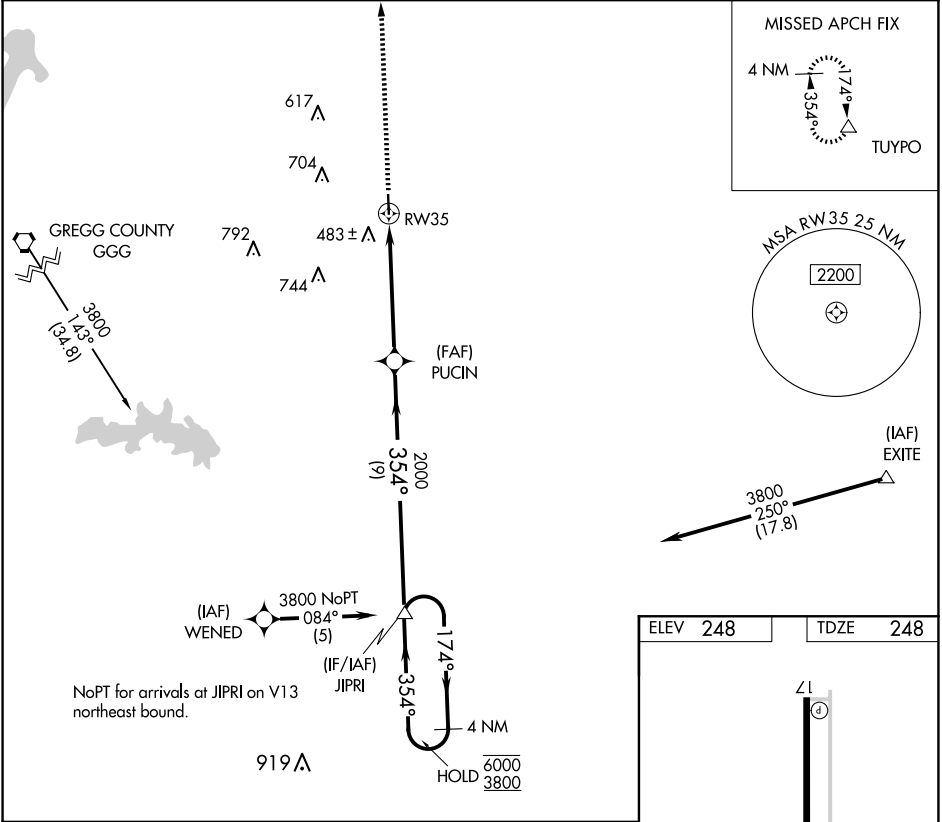 MISSED APCH FIX
4 NM
174°
354°
TUYPO
617
704
RW35
792
483 ±
744
GREGG COUNTY
GGG
3800
143°
(34.8)
MSA RW35 25 NM
2200
(FAF)
PUCIN
2000
354°
(9)
(IAF)
EXITE
3800
250°
(17.8)
(IAF)
WENED
3800 NoPT
084°
(5)
(IF/IAF)
JIPRI
174°
354°
NoPT for arrivals at JIPRI on V13
northeast bound.
4 NM
HOLD
6000
3800
919
ELEV 248
TDZE 248
17
P